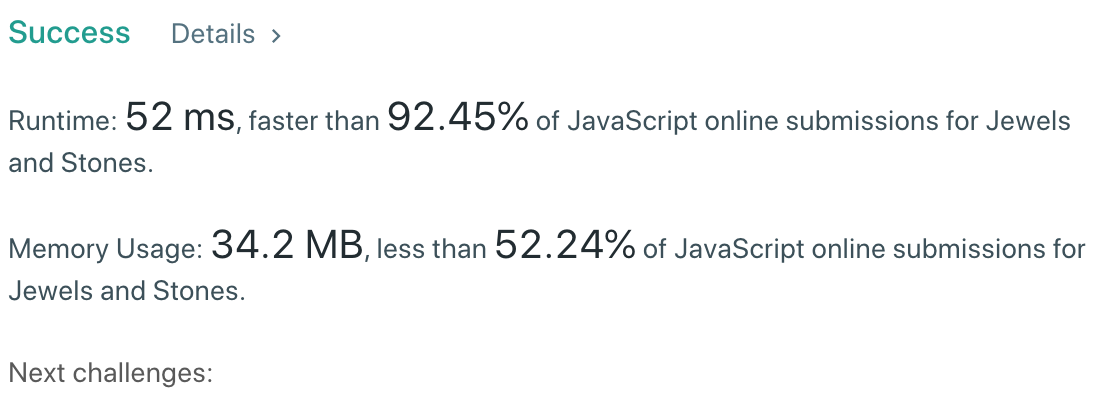 Success Details >
Runtime: 52 ms, faster than 92.45% of JavaScript online submissions for Jewels
and Stones.
Memory Usage: 34.2 MB, less than 52.24% of JavaScript online submissions for
Jewels and Stones.
Next challenges: